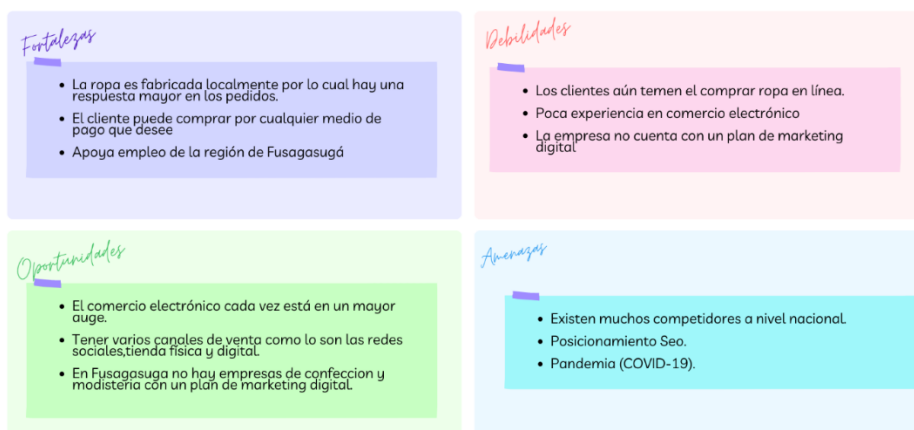 Fortalezas
• La ropa es fabricada localmente por lo cual hay una
respuesta mayor en los pedidos.
• El cliente puede comprar por cualquier medio de
pago que desee
• Apoya empleo de la región de Fusagasugá
Debilidades
• Los clientes aún temen el comprar ropa en línea.
• Poca experiencia en comercio electrónico
• La empresa no cuenta con un plan de marketing
digital
Oportunidades
• El comercio electrónico cada vez está en un mayor
auge.
• Tener varios canales de venta como lo son las redes
sociales,tienda física y digital.
• En Fusagasuga no hay empresas de confeccion y
modisteria con un plan de marketing digital.
Amenazas
• Existen muchos competidores a nivel nacional.
• Posicionamiento Seo.
• Pandemia (COVID-19).